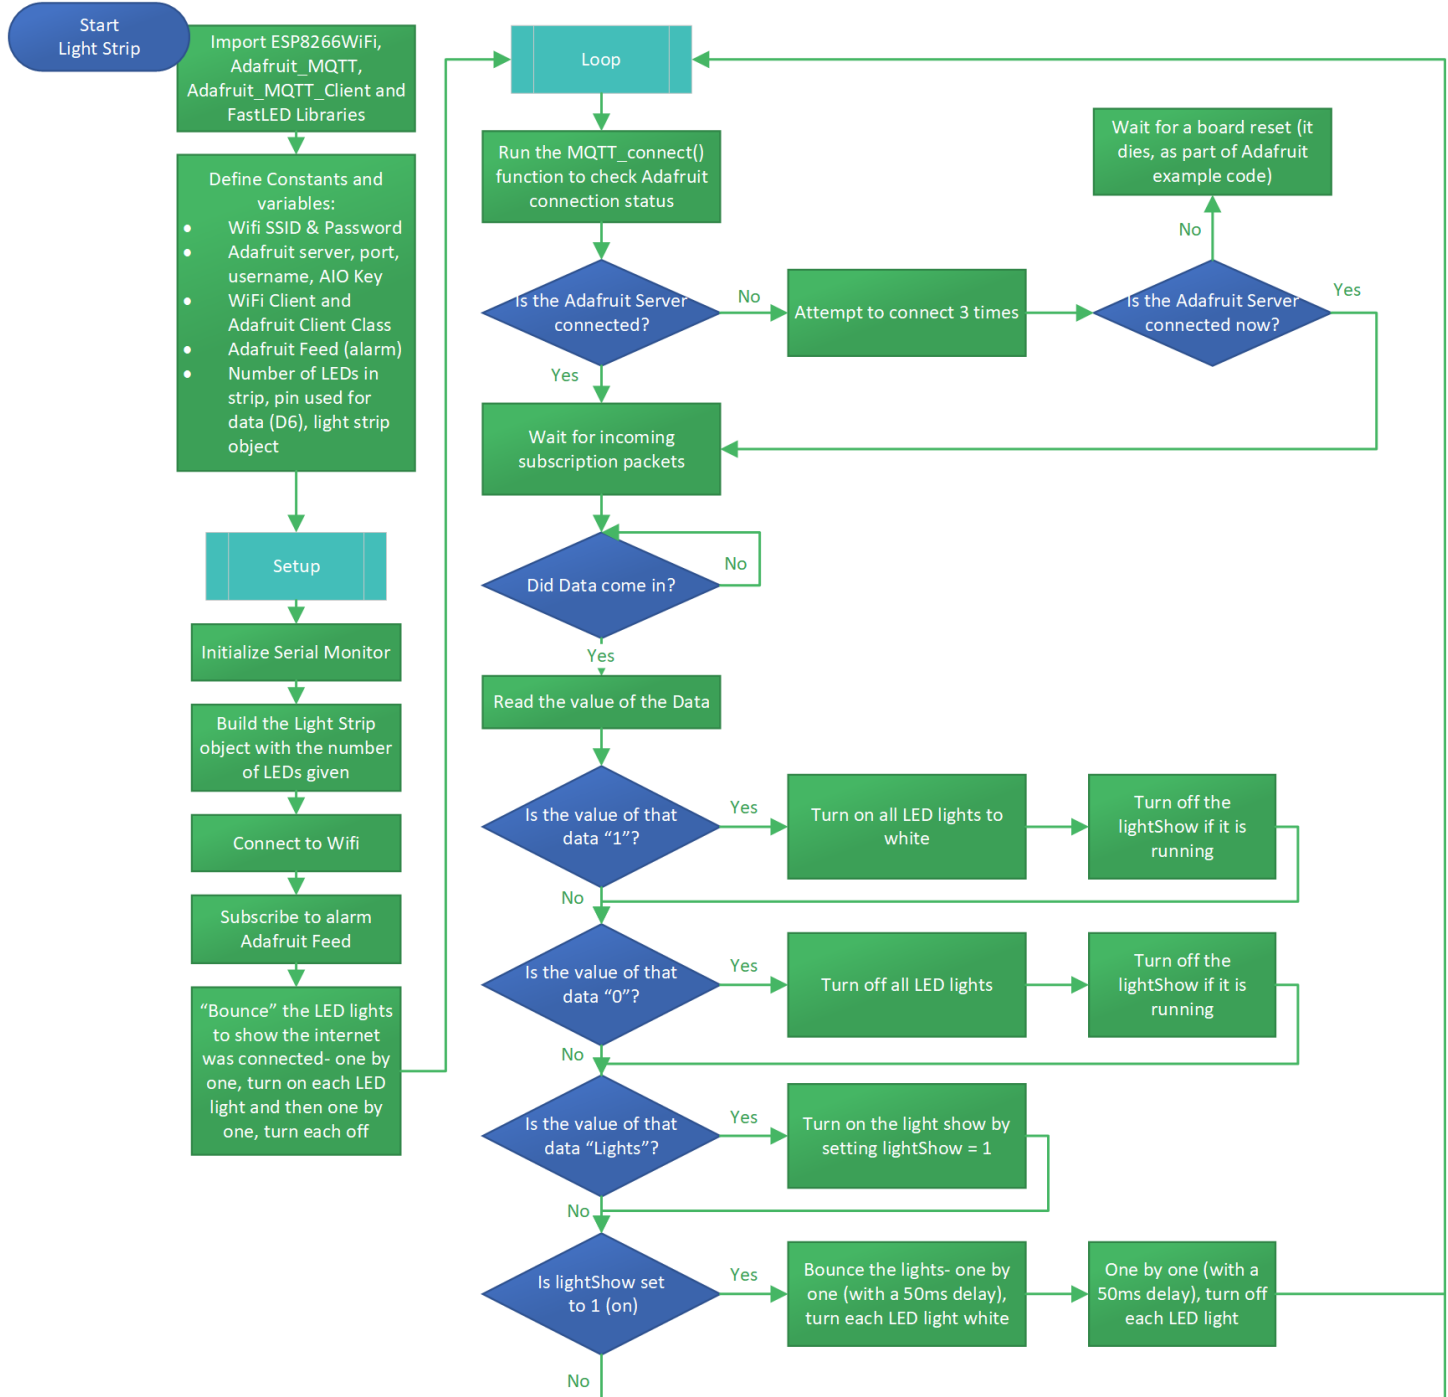 Start
Light Strip
Import ESP8266WiFi,
Adafruit_MQTT,
Adafruit_MQTT_Client and
FastLED Libraries
Define Constants and
variables:
• Wifi SSID & Password
• Adafruit server, port,
username, AIO Key
• WiFi Client and
Adafruit Client Class
• Adafruit Feed (alarm)
• Number of LEDs in
strip, pin used for
data (D6), light strip
object
Setup
Initialize Serial Monitor
Build the Light Strip
object with the number
of LEDs given
Connect to Wifi
Subscribe to alarm
Adafruit Feed
“Bounce” the LED lights
to show the internet
was connected- one by
one, turn on each LED
light and then one by
one, turn each off
Loop
Run the MQTT_connect()
function to check Adafruit
connection status
Is the Adafruit Server
connected?
No
Attempt to connect 3 times
Is the Adafruit Server
connected now?
No
Wait for a board reset (it
dies, as part of Adafruit
example code)
Yes
Yes
Wait for incoming
subscription packets
Did Data come in?
No
Yes
Read the value of the Data
Is the value of that
data “1”?
Yes
Turn on all LED lights to
white
Turn off the
lightShow if it is
running
No
Is the value of that
data “0”?
Yes
Turn off all LED lights
Turn off the
lightShow if it is
running
No
Is the value of that
data “Lights”?
Yes
Turn on the light show by
setting lightShow = 1
No
Is lightShow set
to 1 (on)
Yes
Bounce the lights- one by
one (with a 50ms delay),
turn each LED light white
One by one (with a
50ms delay), turn off
each LED light
No